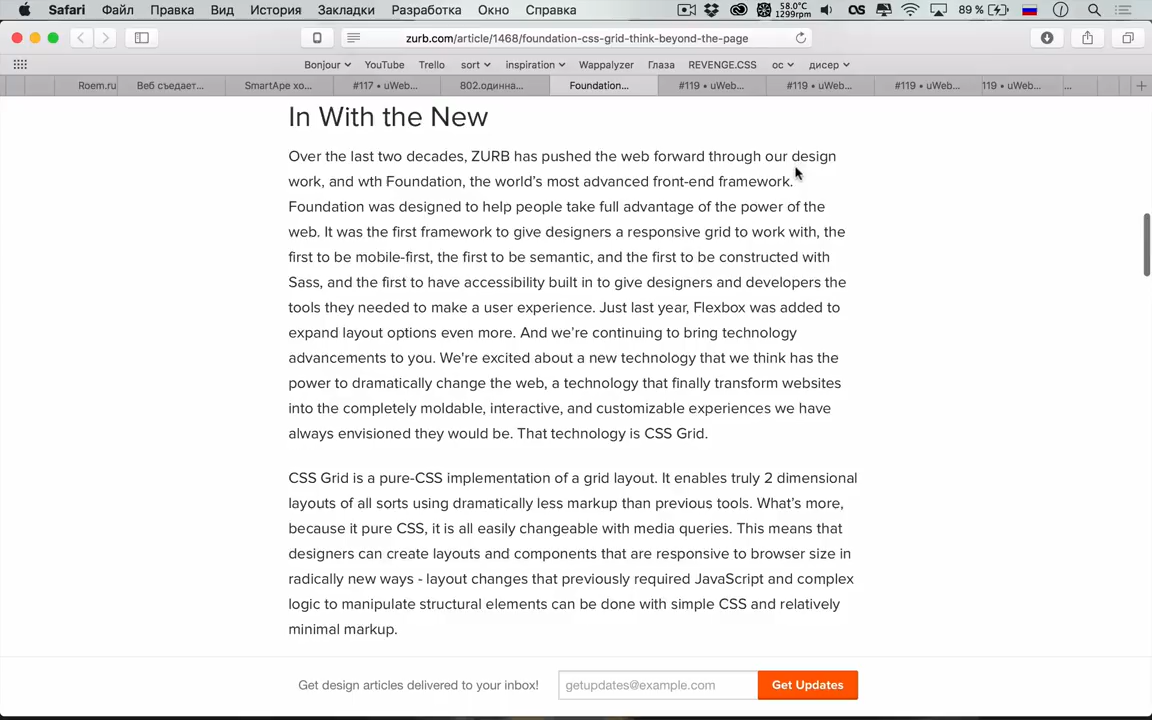 Safari Файл Правка Вид История Закладки Разработка Окно Справка 58.0°C 1299rpm 89 %
zurb.com/article/1468/foundation-css-grid-think-beyond-the-page
Bonjour YouTube Trello sort inspiration Wappalyzer Глаза REVENGE.CSS ос дисер
Roem.ru Веб съедает... SmartApe хо... #117 • uWeb... 802.одинна... Foundation... #119 • uWeb... #119 • uWeb... #119 • uWeb... 119 • uWeb... ...
In With the New
Over the last two decades, ZURB has pushed the web forward through our design
work, and wth Foundation, the world's most advanced front-end framework.
Foundation was designed to help people take full advantage of the power of the
web. It was the first framework to give designers a responsive grid to work with, the
first to be mobile-first, the first to be semantic, and the first to be constructed with
Sass, and the first to have accessibility built in to give designers and developers the
tools they needed to make a user experience. Just last year, Flexbox was added to
expand layout options even more. And we're continuing to bring technology
advancements to you. We're excited about a new technology that we think has the
power to dramatically change the web, a technology that finally transform websites
into the completely moldable, interactive, and customizable experiences we have
always envisioned they would be. That technology is CSS Grid.
CSS Grid is a pure-CSS implementation of a grid layout. It enables truly 2 dimensional
layouts of all sorts using dramatically less markup than previous tools. What's more,
because it pure CSS, it is all easily changeable with media queries. This means that
designers can create layouts and components that are responsive to browser size in
radically new ways - layout changes that previously required JavaScript and complex
logic to manipulate structural elements can be done with simple CSS and relatively
minimal markup.
Get design articles delivered to your inbox! getupdates@example.com Get Updates